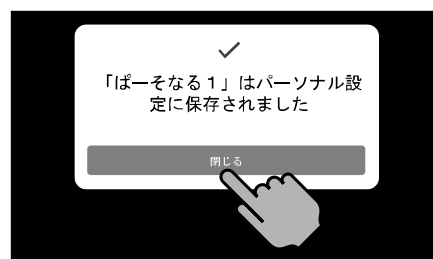 「ぱーそなる１」はパーソナル設
定に保存されました
閉じる